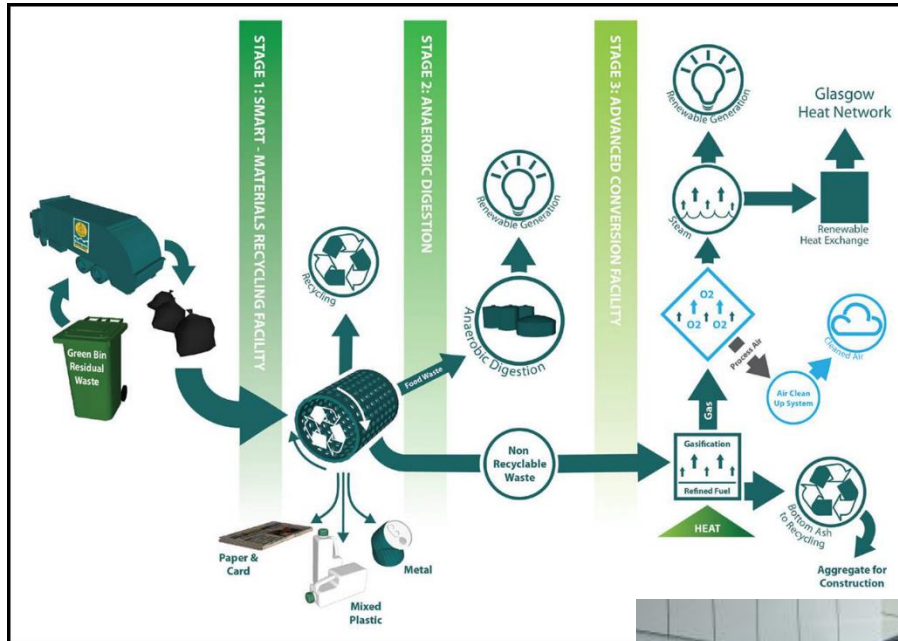 STAGE 1: SMART - MATERIALS RECYCLING FACILITY
STAGE 2: ANAEROBIC DIGESTION
STAGE 3: ADVANCED CONVERSION FACILITY
Green Bin
Residual
Waste
Recycling
Paper &
Card
Mixed
Plastic
Metal
Food Waste
Renewable Generation
Anaerobic Digestion
Non
Recyclable
Waste
Renewable Generation
Glasgow
Heat Network
Steam
Renewable
Heat Exchange
O2
O2 O2
Process Air
Cleaned Air
Air Clean
Up System
Gas
Gasification
Refined Fuel
HEAT
Bottom Ash
to Recycling
Aggregate for
Construction